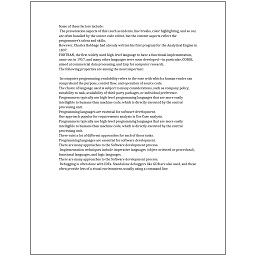 Some of these factors include:
The presentation aspects of this (such as indents, line breaks, color highlighting, and so on)
are often handled by the source code editor, but the content aspects reflect the
programmer's talent and skills.
However, Charles Babbage had already written his first program for the Analytical Engine in
1837.
FORTRAN, the first widely used high-level language to have a functional implementation,
came out in 1957, and many other languages were soon developed—in particular, COBOL
aimed at commercial data processing, and Lisp for computer research.
The following properties are among the most important:
In computer programming, readability refers to the ease with which a human reader can
comprehend the purpose, control flow, and operation of source code.
The choice of language used is subject to many considerations, such as company policy,
suitability to task, availability of third-party packages, or individual preference.
Programmers typically use high-level programming languages that are more easily
intelligible to humans than machine code, which is directly executed by the central
processing unit.
Programming languages are essential for software development.
One approach popular for requirements analysis is Use Case analysis.
Programmers typically use high-level programming languages that are more easily
intelligible to humans than machine code, which is directly executed by the central
processing unit.
There exist a lot of different approaches for each of those tasks.
Programming languages are essential for software development.
There are many approaches to the Software development process.
Implementation techniques include imperative languages (object-oriented or procedural),
functional languages, and logic languages.
There are many approaches to the Software development process.
Debugging is often done with IDEs. Standalone debuggers like GDB are also used, and these
often provide less of a visual environment, usually using a command line